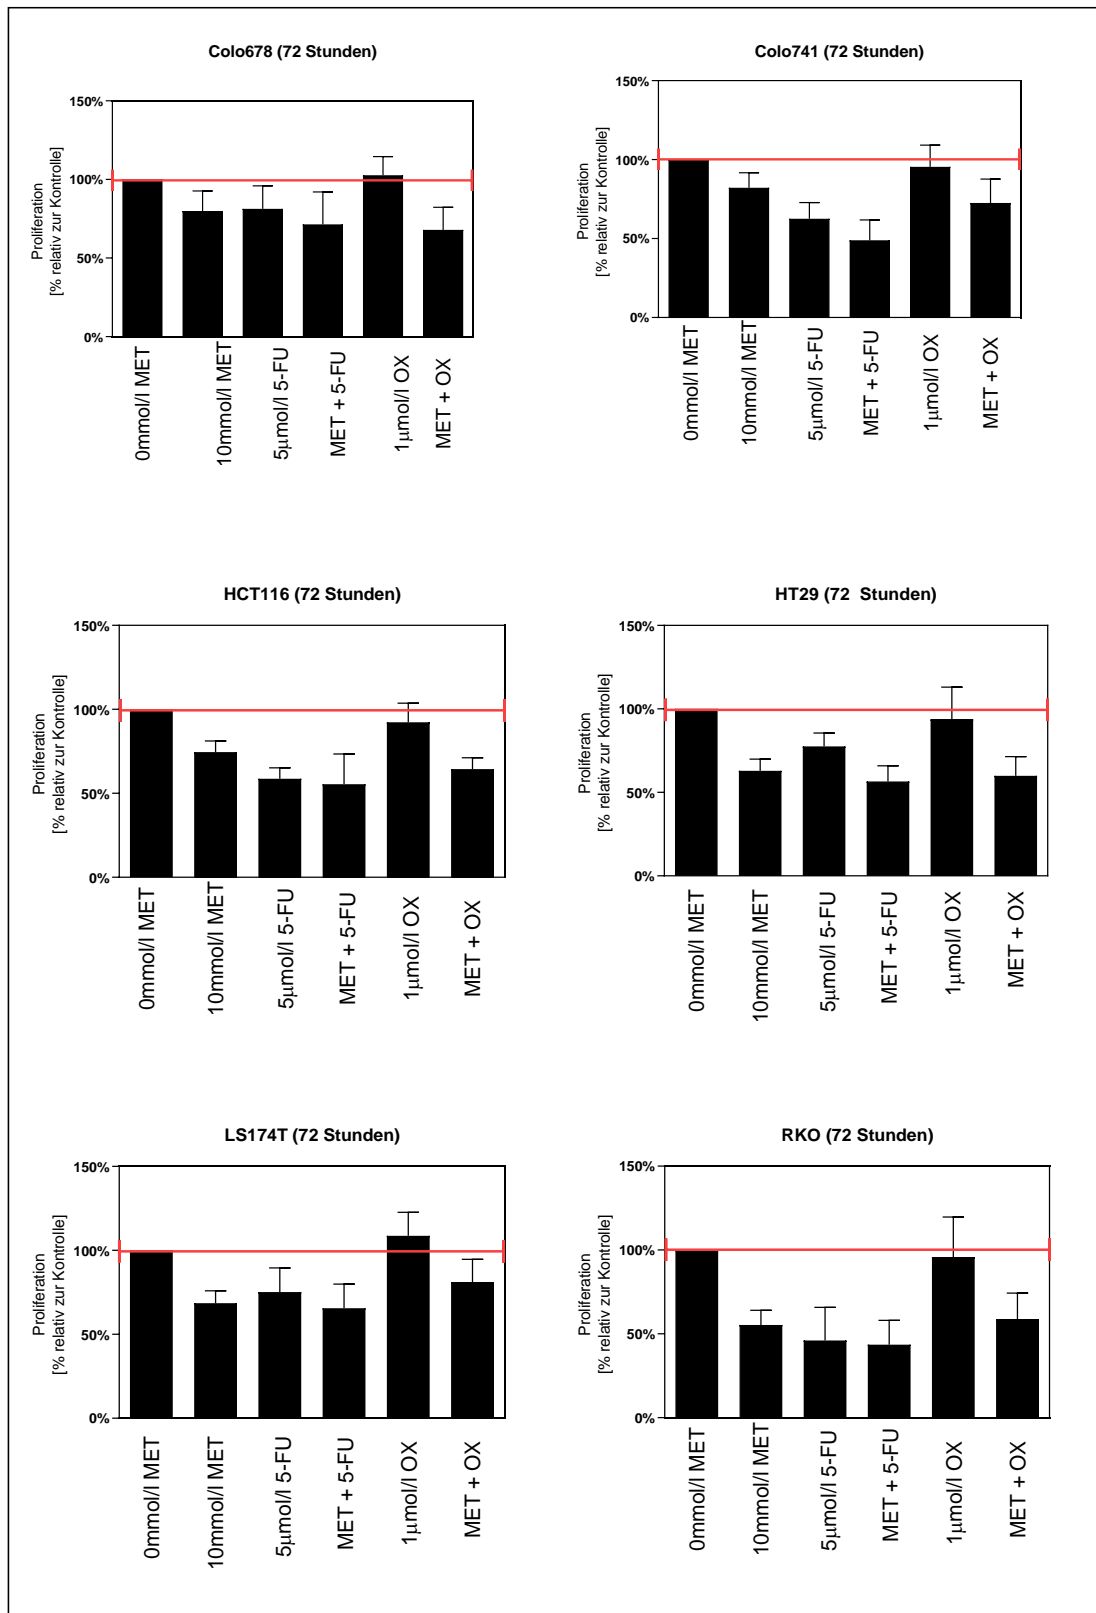 Colo678 (72 Stunden)
Proliferation
[% relativ zur Kontrolle]
150%
100%
50%
0%
0mmol/l MET
10mmol/l MET
5µmol/l 5-FU
MET + 5-FU
1µmol/l OX
MET + OX
Colo741 (72 Stunden)
Proliferation
[% relativ zur Kontrolle]
150%
100%
50%
0%
0mmol/l MET
10mmol/l MET
5µmol/l 5-FU
MET + 5-FU
1µmol/l OX
MET + OX
HCT116 (72 Stunden)
Proliferation
[% relativ zur Kontrolle]
150%
100%
50%
0%
0mmol/l MET
10mmol/l MET
5µmol/l 5-FU
MET + 5-FU
1µmol/l OX
MET + OX
HT29 (72 Stunden)
Proliferation
[% relativ zur Kontrolle]
150%
100%
50%
0%
0mmol/l MET
10mmol/l MET
5µmol/l 5-FU
MET + 5-FU
1µmol/l OX
MET + OX
LS174T (72 Stunden)
Proliferation
[% relativ zur Kontrolle]
150%
100%
50%
0%
0mmol/l MET
10mmol/l MET
5µmol/l 5-FU
MET + 5-FU
1µmol/l OX
MET + OX
RKO (72 Stunden)
Proliferation
[% relativ zur Kontrolle]
150%
100%
50%
0%
0mmol/l MET
10mmol/l MET
5µmol/l 5-FU
MET + 5-FU
1µmol/l OX
MET + OX